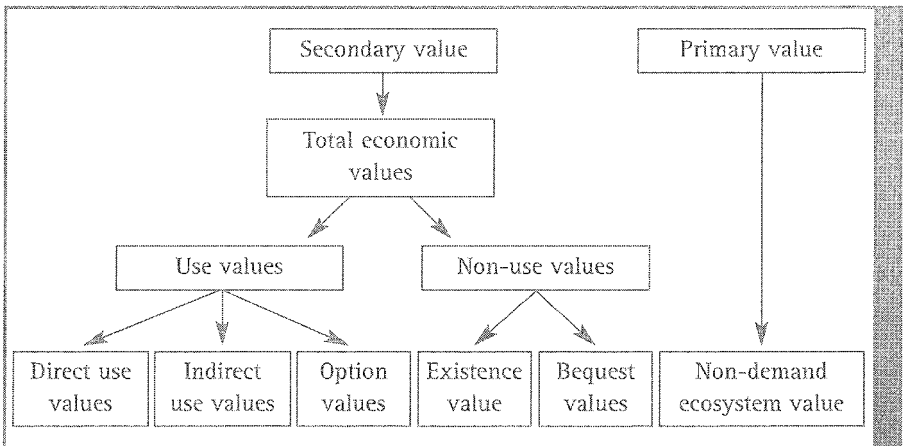 Secondary value
Primary value
Total economic
values
Use values
Non-use values
Direct use
values
Indirect
use values
Option
values
Existence
value
Bequest
values
Non-demand
ecosystem value